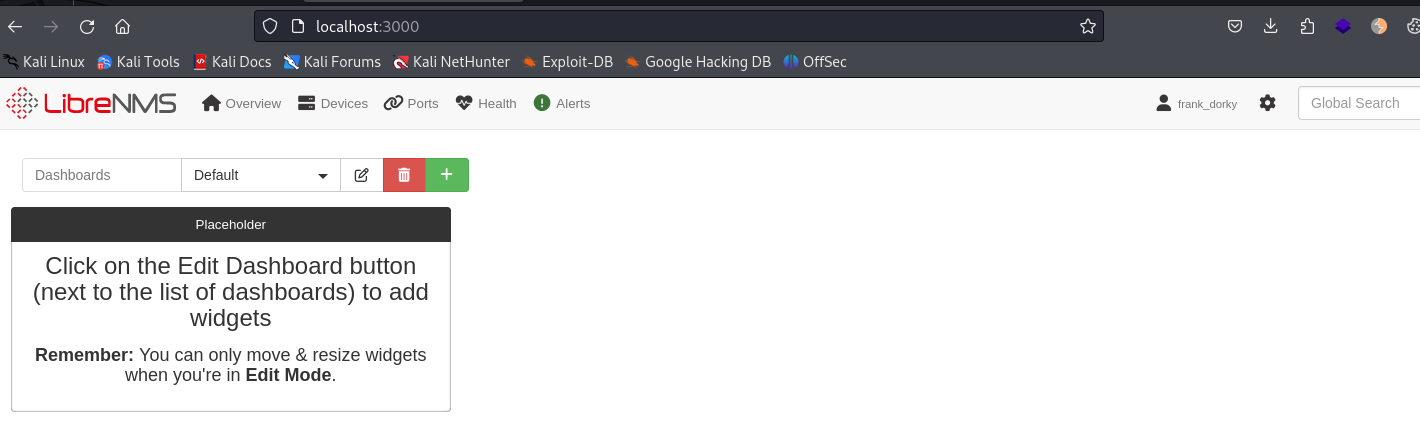 localhost:3000
Kali Linux Kali Tools Kali Docs Kali Forums Kali NetHunter Exploit-DB Google Hacking DB OffSec
LibreNMS Overview Devices Ports Health Alerts frank_dorky Global Search
Dashboards Default
Placeholder
Click on the Edit Dashboard button
(next to the list of dashboards) to add
widgets
Remember: You can only move & resize widgets
when you're in Edit Mode.